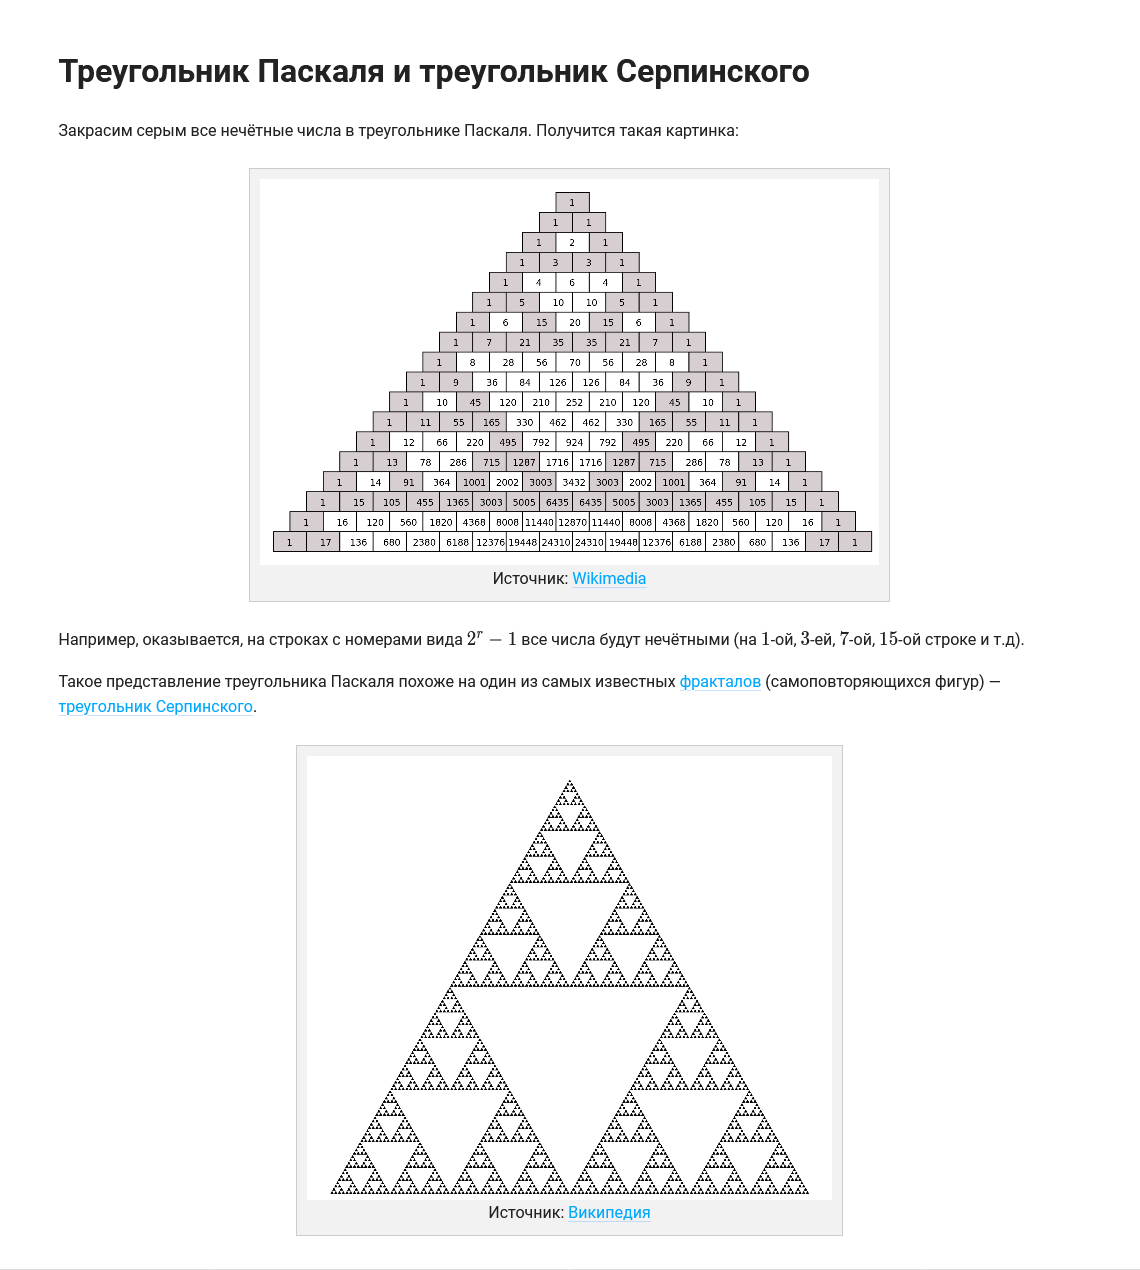 Треугольник Паскаля и треугольник Серпинского
Закрасим серым все нечётные числа в треугольнике Паскаля. Получится такая картинка:
1
1 1
1 2 1
1 3 3 1
1 4 6 4 1
1 5 10 10 5 1
1 6 15 20 15 6 1
1 7 21 35 35 21 7 1
1 8 28 56 70 56 28 8 1
1 9 36 84 126 126 84 36 9 1
1 10 45 120 210 252 210 120 45 10 1
1 11 55 165 330 462 462 330 165 55 11 1
1 12 66 220 495 792 924 792 495 220 66 12 1
1 13 78 286 715 1287 1716 1716 1287 715 286 78 13 1
1 14 91 364 1001 2002 3003 3432 3003 2002 1001 364 91 14 1
1 15 105 455 1365 3003 5005 6435 6435 5005 3003 1365 455 105 15 1
1 16 120 560 1820 4368 8008 11440 12870 11440 8008 4368 1820 560 120 16 1
1 17 136 680 2380 6188 12376 19448 24310 24310 19448 12376 6188 2380 680 136 17 1
Источник: Wikimedia
Например, оказывается, на строках с номерами вида 2^r − 1 все числа будут нечётными (на 1-ой, 3-ей, 7-ой, 15-ой строке и т.д).
Такое представление треугольника Паскаля похоже на один из самых известных фракталов (самоповторяющихся фигур) —
треугольник Серпинского.
Источник: Википедия